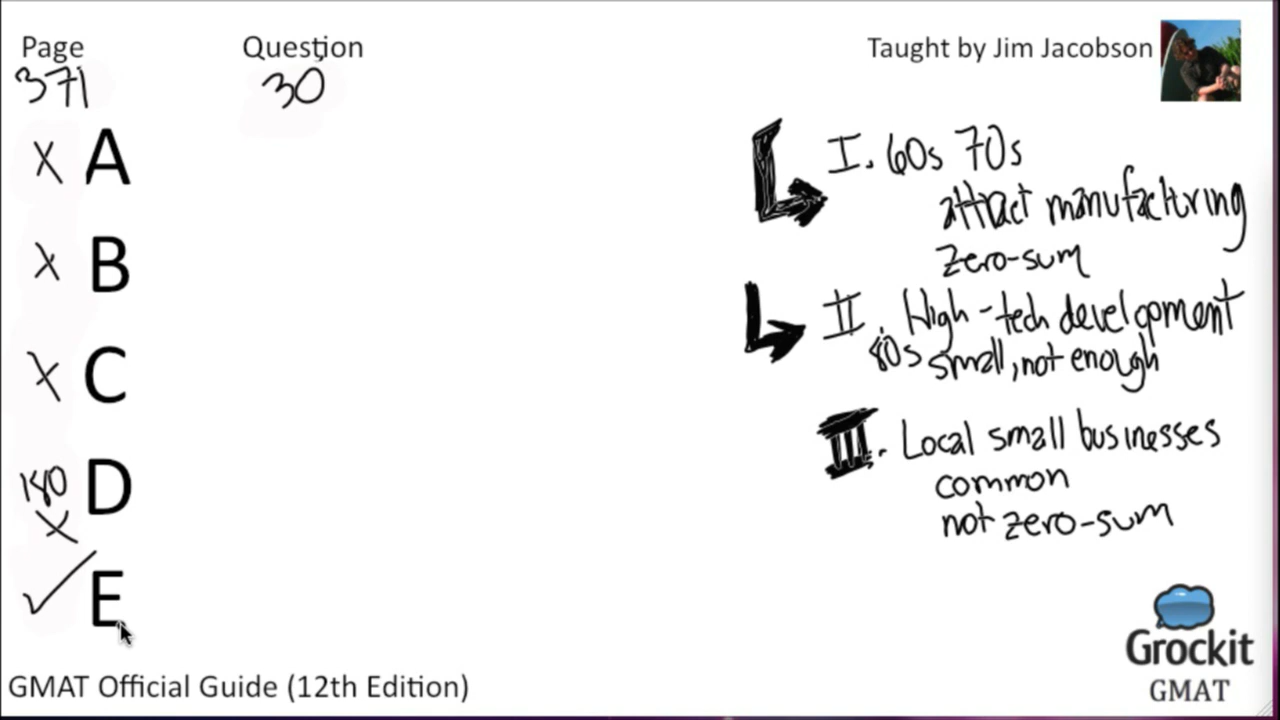 Page
Question
Taught by Jim Jacobson
371
30
X A
X B
X C
180
X D
✓ E
I. 60s 70s
attract manufacturing
zero-sum
II. High-tech development
80s small, not enough
III. Local small businesses
common
not zero-sum
Grockit
GMAT
GMAT Official Guide (12th Edition)